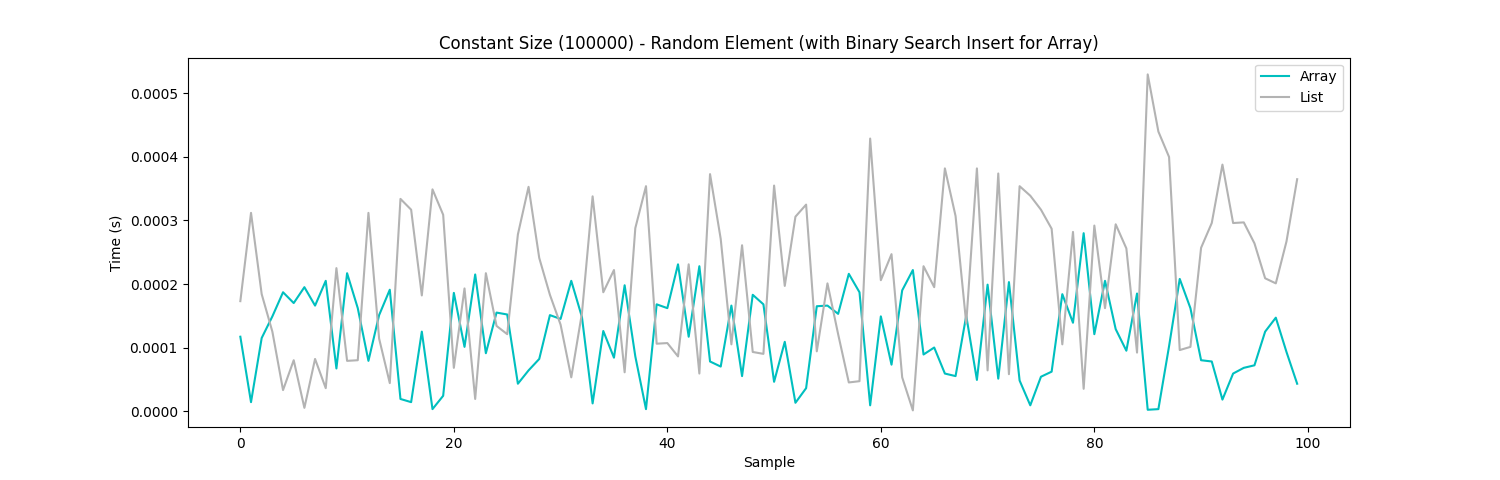 Constant Size (100000) - Random Element (with Binary Search Insert for Array)
Array
List
0.0005
0.0004
0.0003
0.0002
0.0001
0.0000
Time (s)
0 20 40 60 80 100
Sample